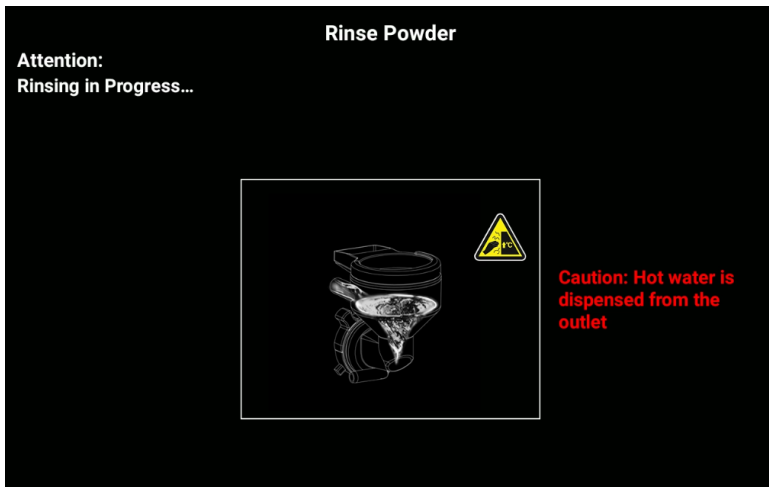 Rinse Powder
Attention:
Rinsing in Progress...
Caution: Hot water is
dispensed from the
outlet